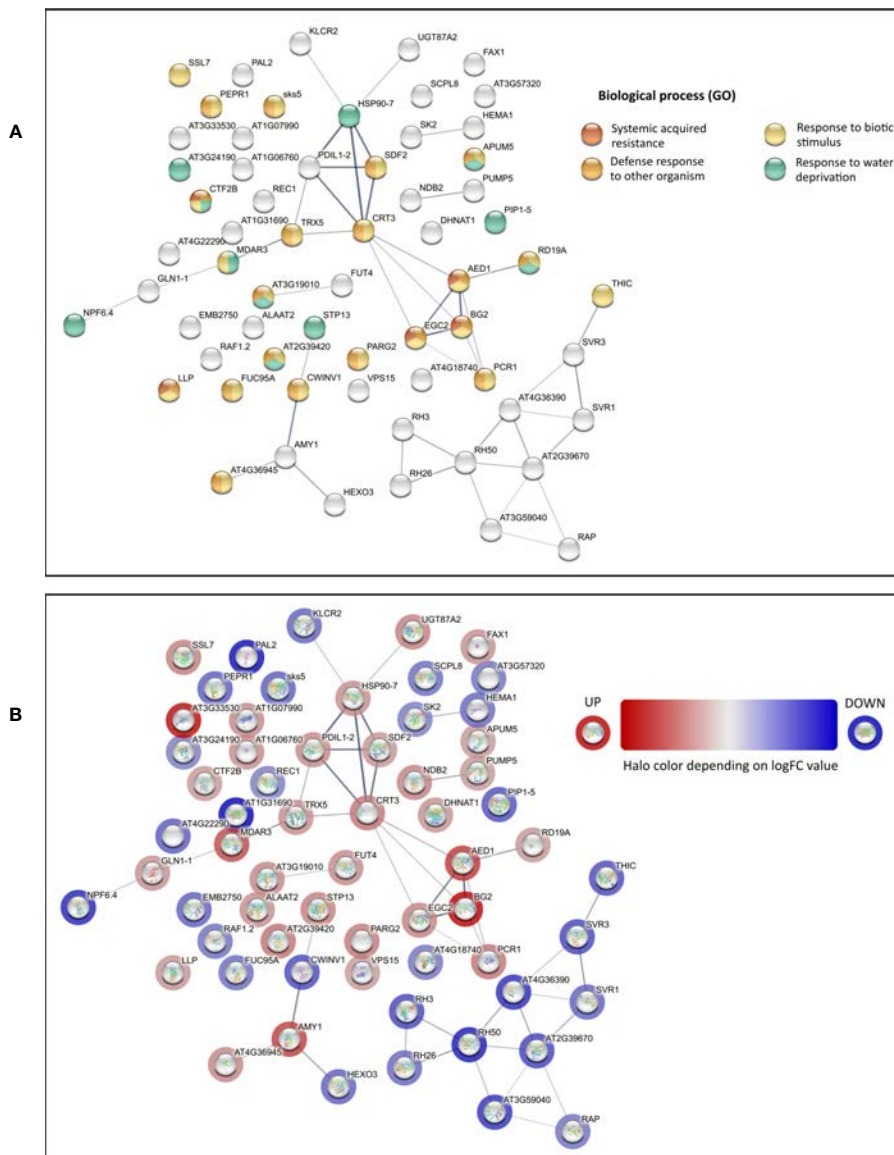 A
KLCR2
UGT87A2
FAX1
SSL7
PAL2
SCPL8
AT3G57320
PEPR1
sks5
HSP90-7
HEMA1
SK2
AT3G33530
AT1G07990
PDIL1-2
SDF2
APUM5
AT3G24190
AT1G06760
NDB2
PUMP5
CTF2B
REC1
CRT3
DHNAT1
PIP1-5
AT1G31690
TRX5
AT4G22290
MDAR3
RD19A
GLN1-1
AED1
AT3G19010
FUT4
THIC
NPF6.4
EMB2750
ALAAT2
STP13
EGC2
BG2
SVR3
RAF1.2
AT2G39420
PARG2
AT4G18740
PCR1
LLP
FUC95A
CWINV1
VPS15
AT4G36390
SVR1
RH3
AMY1
RH50
AT2G39670
AT4G36945
RH26
HEXO3
AT3G59040
RAP
Biological process (GO)
Systemic acquired
resistance
Response to biotic
stimulus
Defense response
to other organism
Response to water
deprivation
B
KLCR2
UGT87A2
FAX1
SSL7
PAL2
SCPL8
AT3G57320
PEPR1
sks5
HSP90-7
HEMA1
SK2
AT3G33530
AT1G07990
PDIL1-2
SDF2
APUM5
AT3G24190
AT1G06760
NDB2
PUMP5
CTF2B
REC1
CRT3
DHNAT1
PIP1-5
AT1G31690
TRX5
AT4G22290
MDAR3
RD19A
GLN1-1
AED1
AT3G19010
FUT4
THIC
NPF6.4
EMB2750
ALAAT2
STP13
EGC2
BG2
SVR3
RAF1.2
AT2G39420
PARG2
AT4G18740
PCR1
LLP
FUC95A
CWINV1
VPS15
AT4G36390
SVR1
RH3
AMY1
RH50
AT2G39670
AT4G36945
RH26
HEXO3
AT3G59040
RAP
UP
DOWN
Halo color depending on logFC value